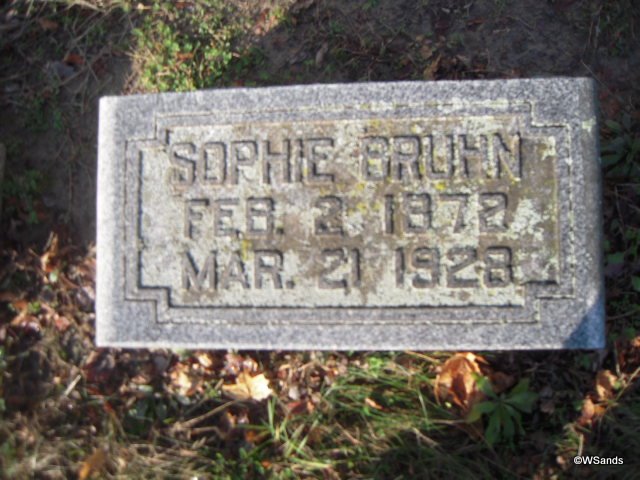 SOPHIE BRUHN
FEB. 2 1872
MAR. 21 1928
©WSands